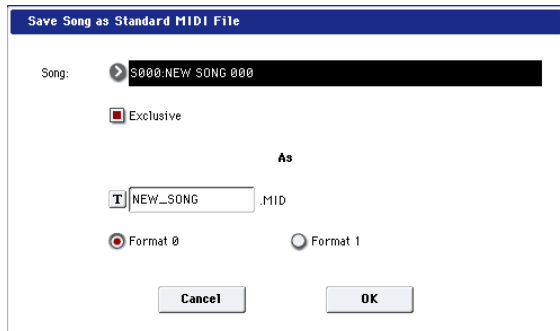 Save Song as Standard MIDI File
Song: S000:NEW SONG 000
Exclusive
As
T NEW_SONG .MID
Format 0 Format 1
Cancel OK